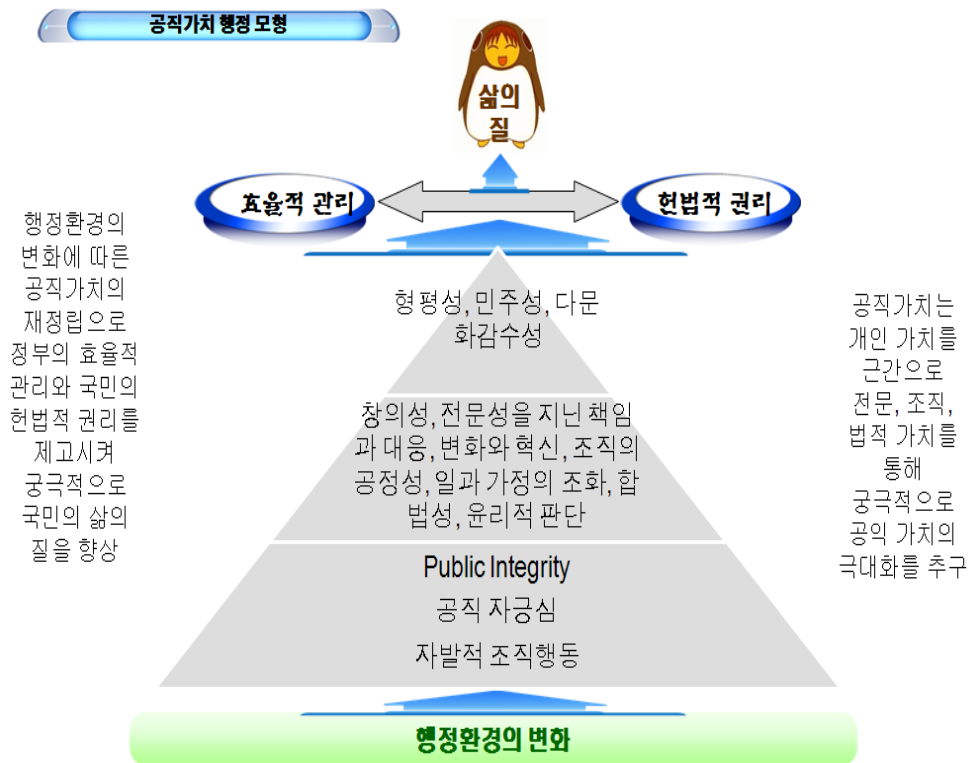 공직가치 행정 모형
삶의
질
효율적 관리
헌법적 권리
행정환경의
변화에 따른
공직가치의
재정립으로
정부의 효율적
관리와 국민의
헌법적 권리를
제고시켜
궁극적으로
국민의 삶의
질을 향상
형평성, 민주성, 다문
화감수성
창의성, 전문성을 지닌 책임
과 대응, 변화와 혁신, 조직의
공정성, 일과 가정의 조화, 합
법성, 윤리적 판단
Public Integrity
공직 자긍심
자발적 조직행동
공직가치는
개인 가치를
근간으로
전문, 조직,
법적 가치를
통해
궁극적으로
공익 가치의
극대화를 추구
행정환경의 변화